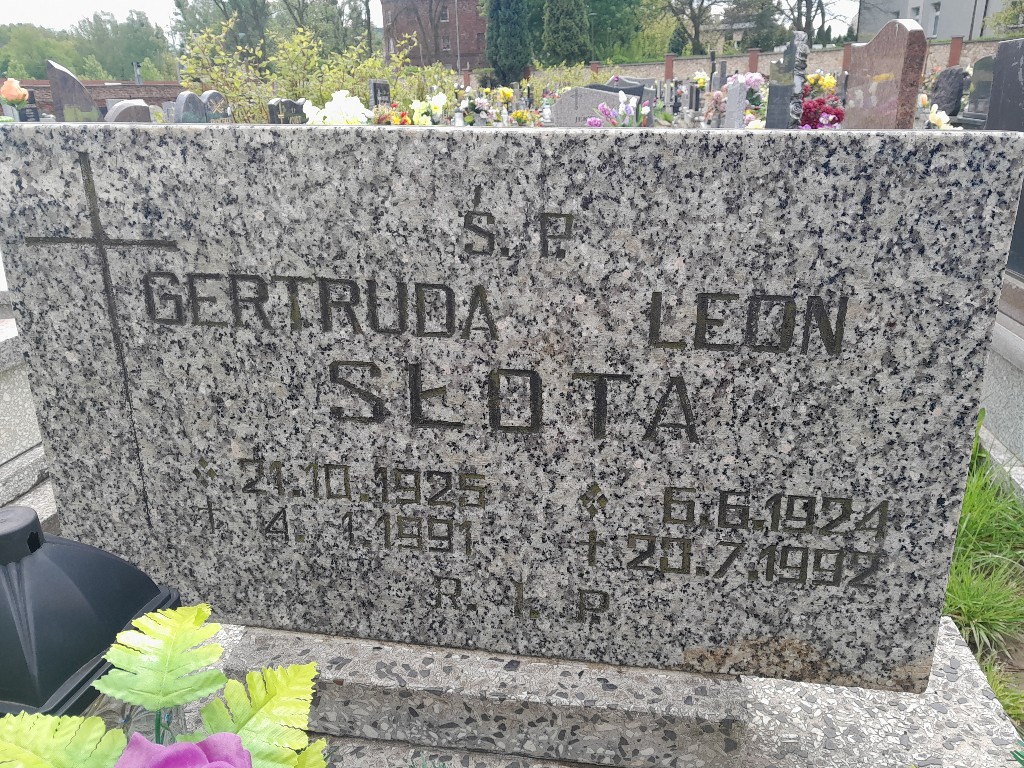 Ś. P.
GERTRUDA LEON
SŁOTA
21.10.1925 6.6.1924
† 4. 1.1991 † 20.7.1992
R. I. P.